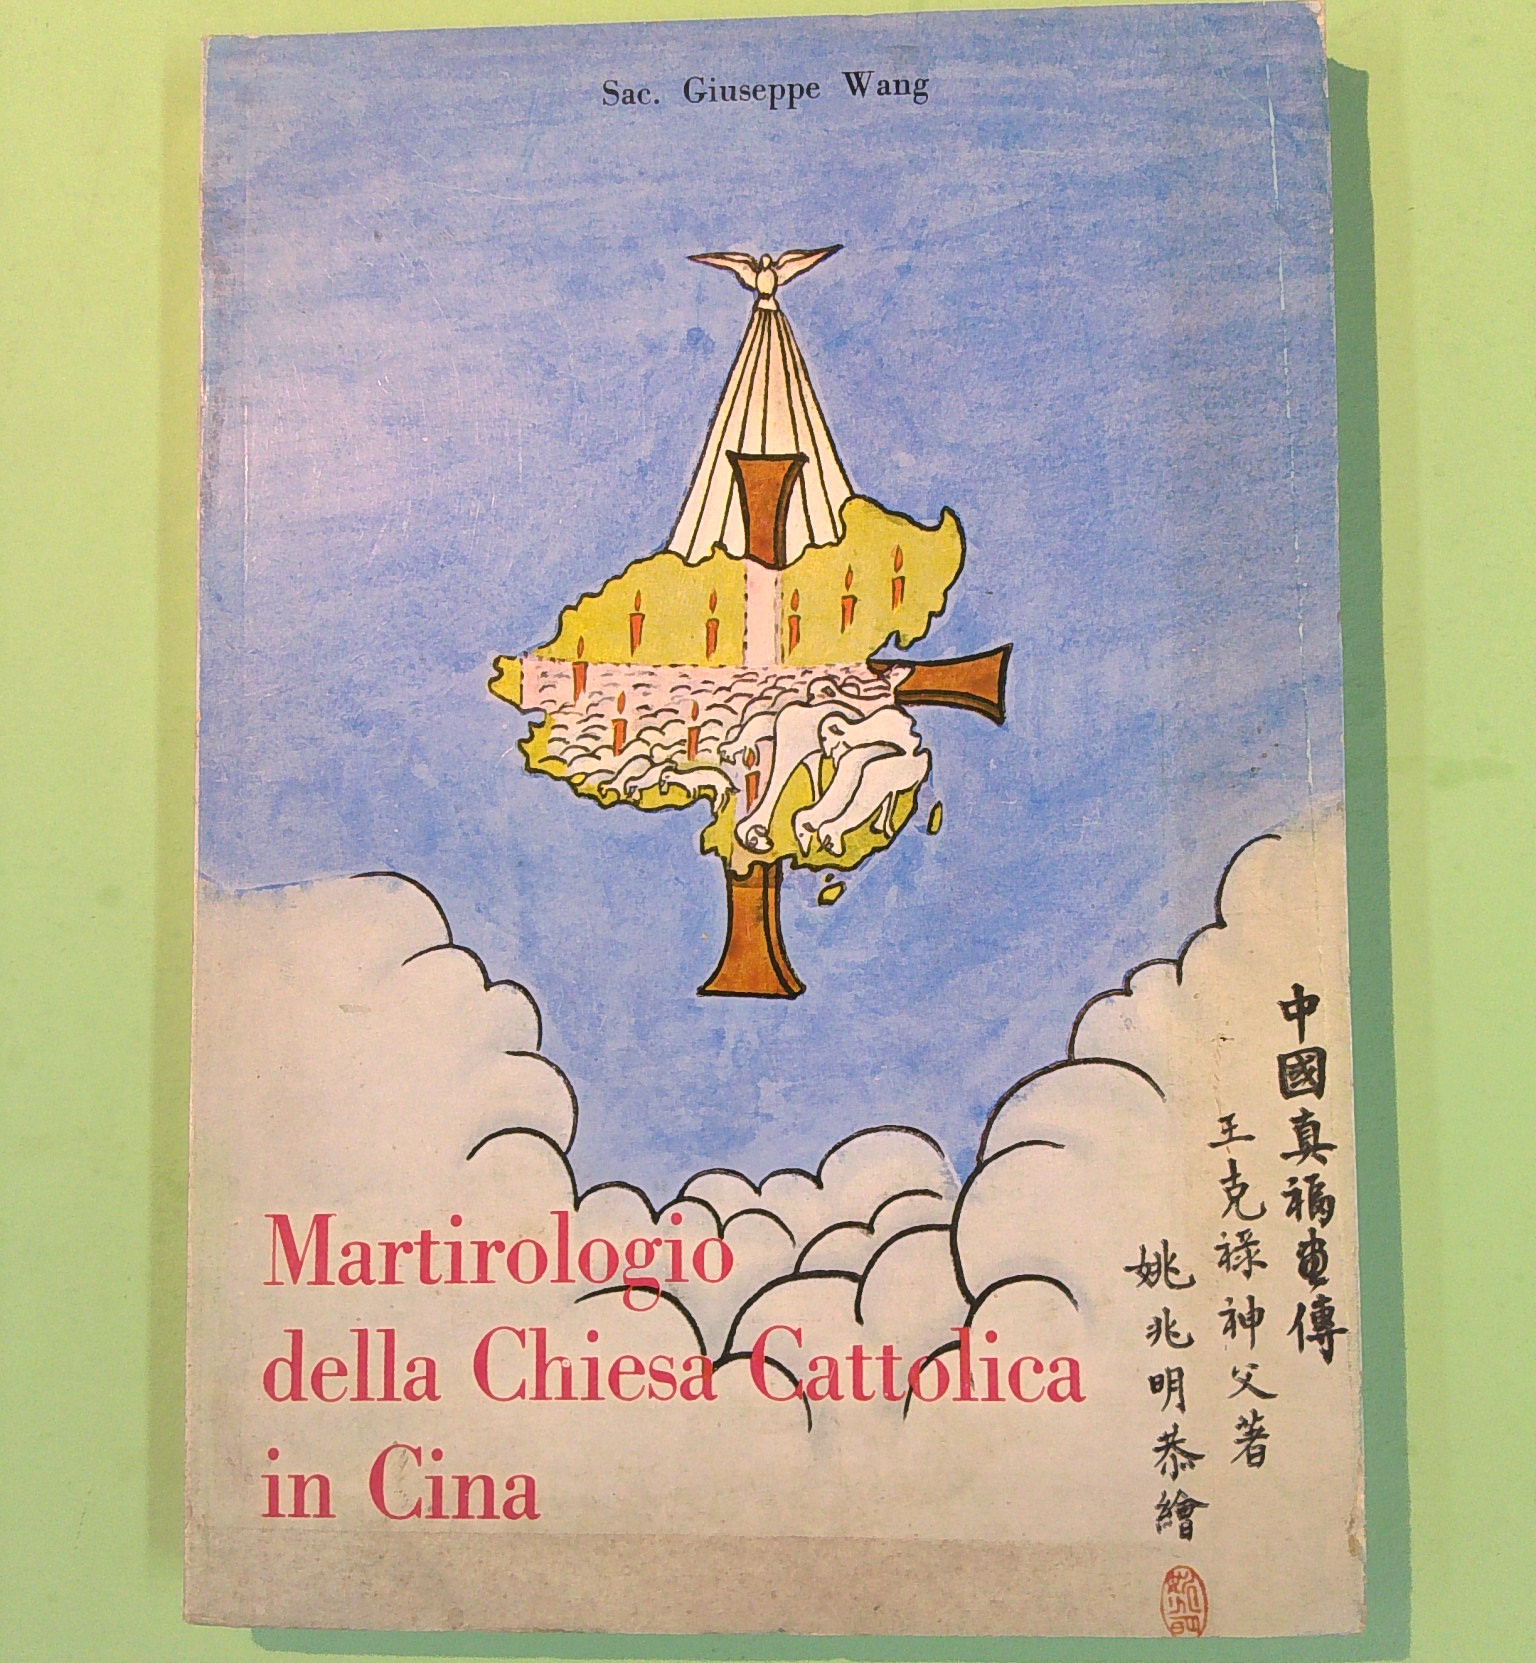 Sac. Giuseppe Wang
中國真福史傳
王克祿神父著
姚兆明恭繪
Martirologio
della Chiesa Cattolica
in Cina